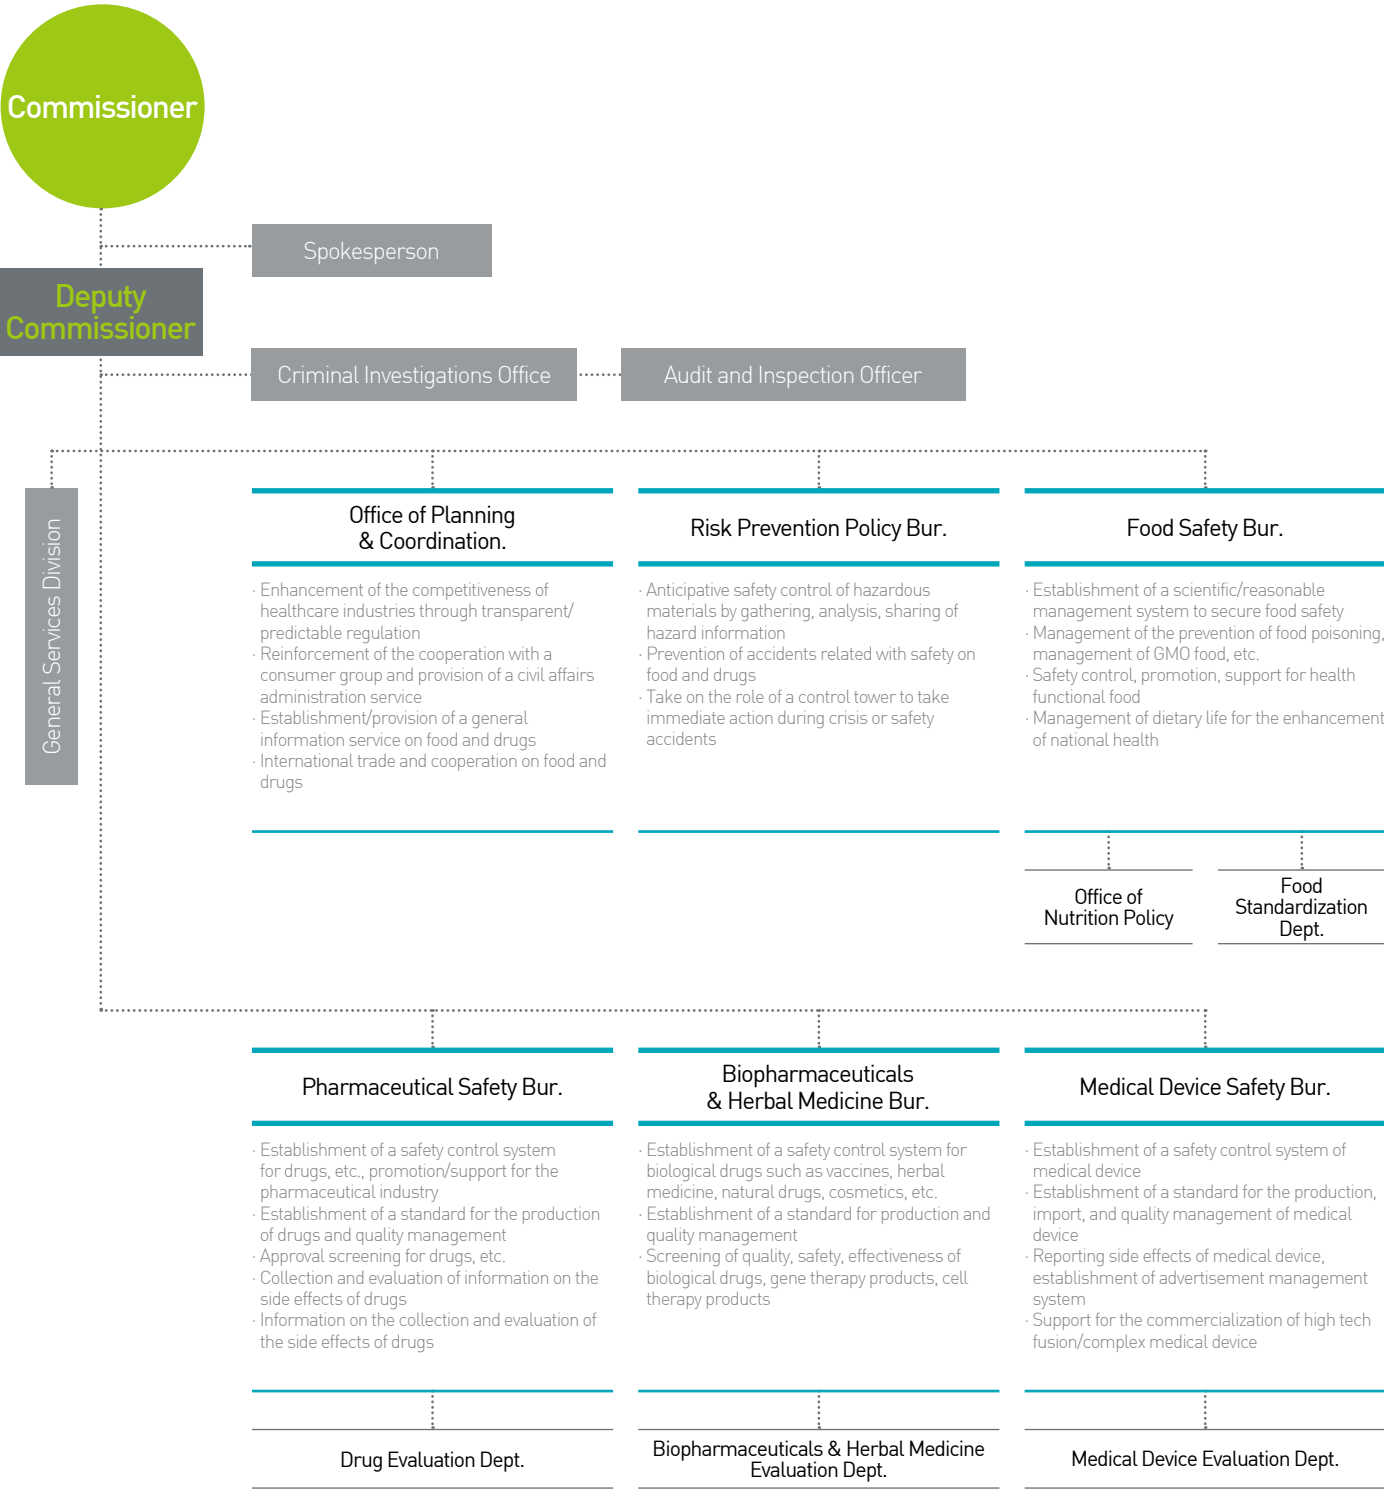 Commissioner
Spokesperson
Deputy
Commissioner
Criminal Investigations Office
Audit and Inspection Officer
General Services Division
Office of Planning
& Coordination.
· Enhancement of the competitiveness of
healthcare industries through transparent/
predictable regulation
· Reinforcement of the cooperation with a
consumer group and provision of a civil affairs
administration service
· Establishment/provision of a general
information service on food and drugs
· International trade and cooperation on food and
drugs
Risk Prevention Policy Bur.
· Anticipative safety control of hazardous
materials by gathering, analysis, sharing of
hazard information
· Prevention of accidents related with safety on
food and drugs
· Take on the role of a control tower to take
immediate action during crisis or safety
accidents
Food Safety Bur.
· Establishment of a scientific/reasonable
management system to secure food safety
· Management of the prevention of food poisoning,
management of GMO food, etc.
· Safety control, promotion, support for health
functional food
· Management of dietary life for the enhancement
of national health
Office of
Nutrition Policy
Food
Standardization
Dept.
Pharmaceutical Safety Bur.
· Establishment of a safety control system
for drugs, etc., promotion/support for the
pharmaceutical industry
· Establishment of a standard for the production
of drugs and quality management
· Approval screening for drugs, etc.
· Collection and evaluation of information on the
side effects of drugs
· Information on the collection and evaluation of
the side effects of drugs
Drug Evaluation Dept.
Biopharmaceuticals
& Herbal Medicine Bur.
· Establishment of a safety control system for
biological drugs such as vaccines, herbal
medicine, natural drugs, cosmetics, etc.
· Establishment of a standard for production and
quality management
· Screening of quality, safety, effectiveness of
biological drugs, gene therapy products, cell
therapy products
Biopharmaceuticals & Herbal Medicine
Evaluation Dept.
Medical Device Safety Bur.
· Establishment of a safety control system of
medical device
· Establishment of a standard for the production,
import, and quality management of medical
device
· Reporting side effects of medical device,
establishment of advertisement management
system
· Support for the commercialization of high tech
fusion/complex medical device
Medical Device Evaluation Dept.